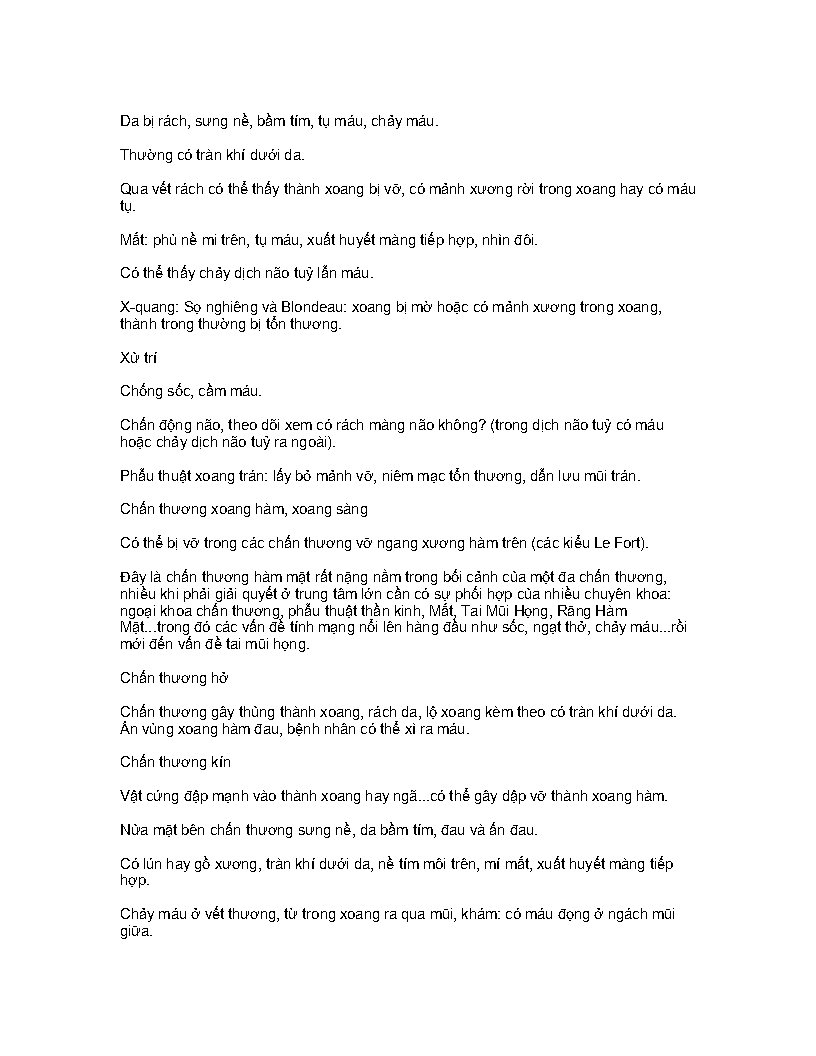 Da bị rách, sưng nề, bầm tím, tụ máu, chảy máu.
Thường có tràn khí dưới da.
Qua vết rách có thể thấy thành xoang bị vỡ, có mảnh xương rời trong xoang hay có máu
tụ.
Mắt: phủ nề mi trên, tụ máu, xuất huyết màng tiếp hợp, nhìn đôi.
Có thể thấy chảy dịch não tuỷ lẫn máu.
X-quang: Sọ nghiêng và Blondeau: xoang bị mờ hoặc có mảnh xương trong xoang,
thành trong thường bị tổn thương.
Xử trí
Chống sốc, cầm máu.
Chấn động não, theo dõi xem có rách màng não không? (trong dịch não tuỷ có máu
hoặc chảy dịch não tuỷ ra ngoài).
Phẫu thuật xoang trán: lấy bỏ mảnh vỡ, niêm mạc tổn thương, dẫn lưu mũi trán.
Chấn thương xoang hàm, xoang sàng
Có thể bị vỡ trong các chấn thương vỡ ngang xương hàm trên (các kiểu Le Fort).
Đây là chấn thương hàm mặt rất nặng nằm trong bối cảnh của một đa chấn thương,
nhiều khi phải giải quyết ở trung tâm lớn cần có sự phối hợp của nhiều chuyên khoa:
ngoại khoa chấn thương, phẫu thuật thần kinh, Mắt, Tai Mũi Họng, Răng Hàm
Mặt...trong đó các vấn đề tính mạng nổi lên hàng đầu như sốc, ngạt thở, chảy máu...rồi
mới đến vấn đề tai mũi họng.
Chấn thương hở
Chấn thương gây thủng thành xoang, rách da, lộ xoang kèm theo có tràn khí dưới da.
Ấn vùng xoang hàm đau, bệnh nhân có thể xì ra máu.
Chấn thương kín
Vật cứng đập mạnh vào thành xoang hay ngã...có thể gây dập vỡ thành xoang hàm.
Nửa mặt bên chấn thương sưng nề, da bầm tím, đau và ấn đau.
Có lún hay gồ xương, tràn khí dưới da, nề tím môi trên, mí mắt, xuất huyết màng tiếp
hợp.
Chảy máu ở vết thương, từ trong xoang ra qua mũi, khám: có máu đọng ở ngách mũi
giữa.